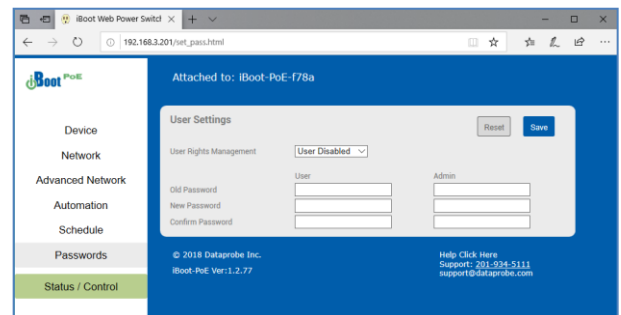 iBoot Web Power Switch
192.168.3.201/set_pass.html
iBoot PoE
Attached to: iBoot-PoE-f78a
Device
Network
Advanced Network
Automation
Schedule
Passwords
Status / Control
User Settings
Reset Save
User Rights Management User Disabled
User Admin
Old Password
New Password
Confirm Password
© 2018 Dataprobe Inc. Help Click Here
iBoot-PoE Ver:1.2.77 Support: 201-934-5111
support@dataprobe.com